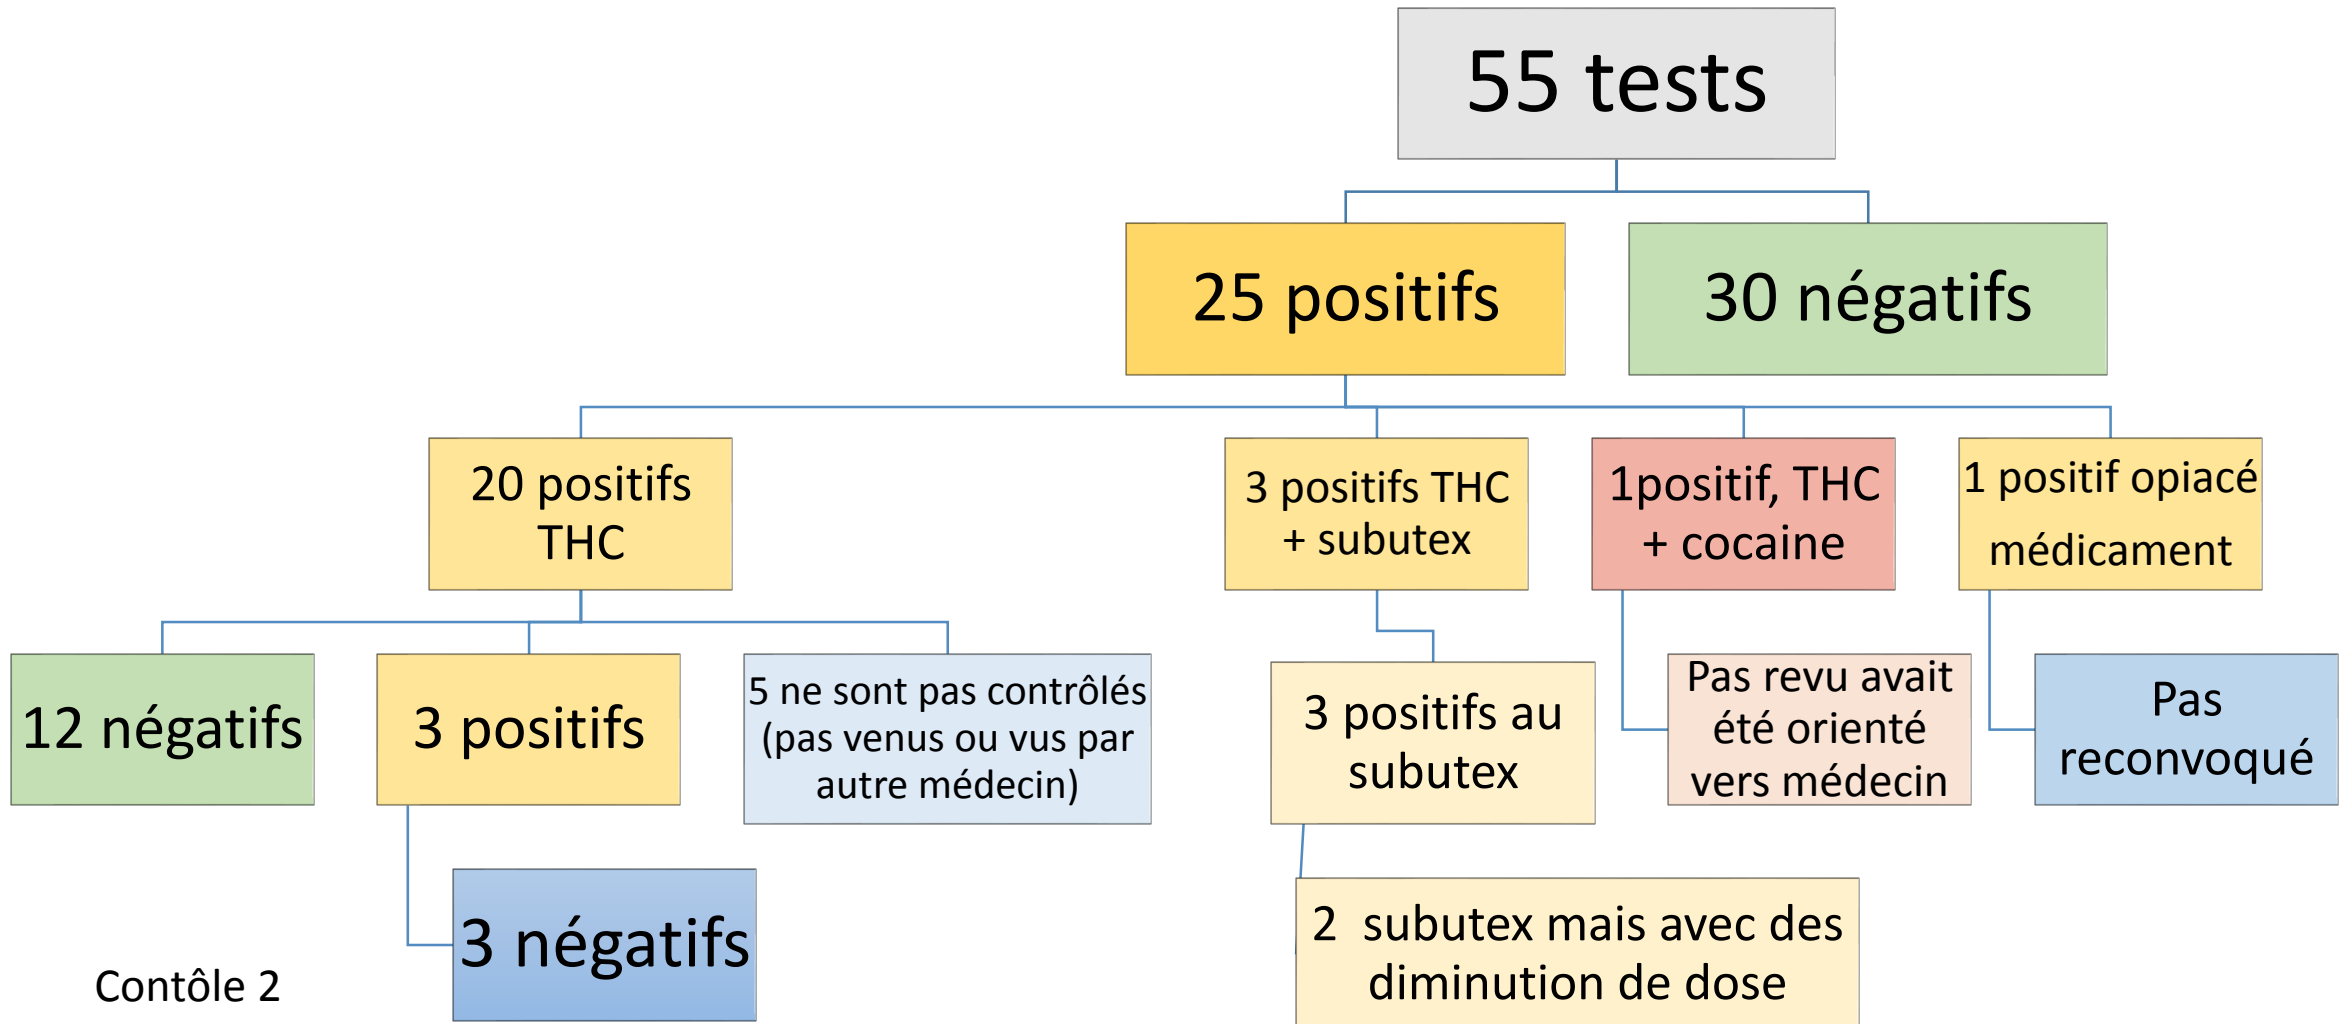 55 tests
25 positifs
30 négatifs
20 positifs
THC
3 positifs THC
+ subutex
1positif, THC
+ cocaine
1 positif opiacé
médicament
12 négatifs
3 positifs
5 ne sont pas contrôlés
(pas venus ou vus par
autre médecin)
3 positifs au
subutex
Pas revu avait
été orienté
vers médecin
Pas
reconvoqué
3 négatifs
2 subutex mais avec des
diminution de dose
Contôle 2